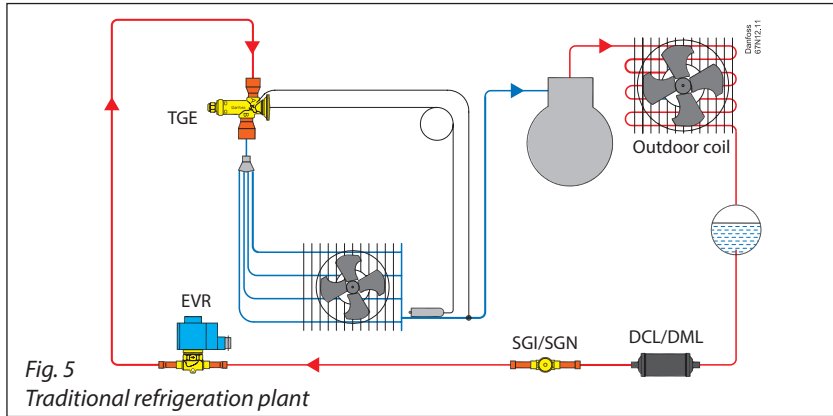 Danfoss
67N12.11
TGE
Outdoor coil
EVR
SGI/SGN
DCL/DML
Fig. 5
Traditional refrigeration plant